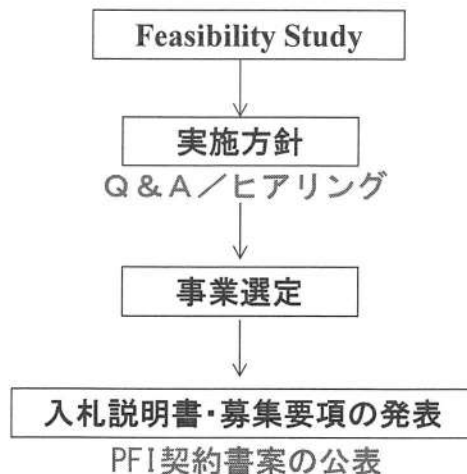 Feasibility Study
実施方針
Q&A/ヒアリング
事業選定
入札説明書・募集要項の発表
PFI契約書案の公表